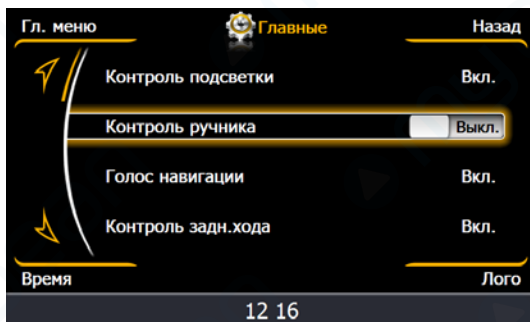 Гл. меню Главные Назад
Контроль подсветки Вкл.
Контроль ручника Выкл.
Голос навигации Вкл.
Контроль задн.хода Вкл.
Время Лого
12 16